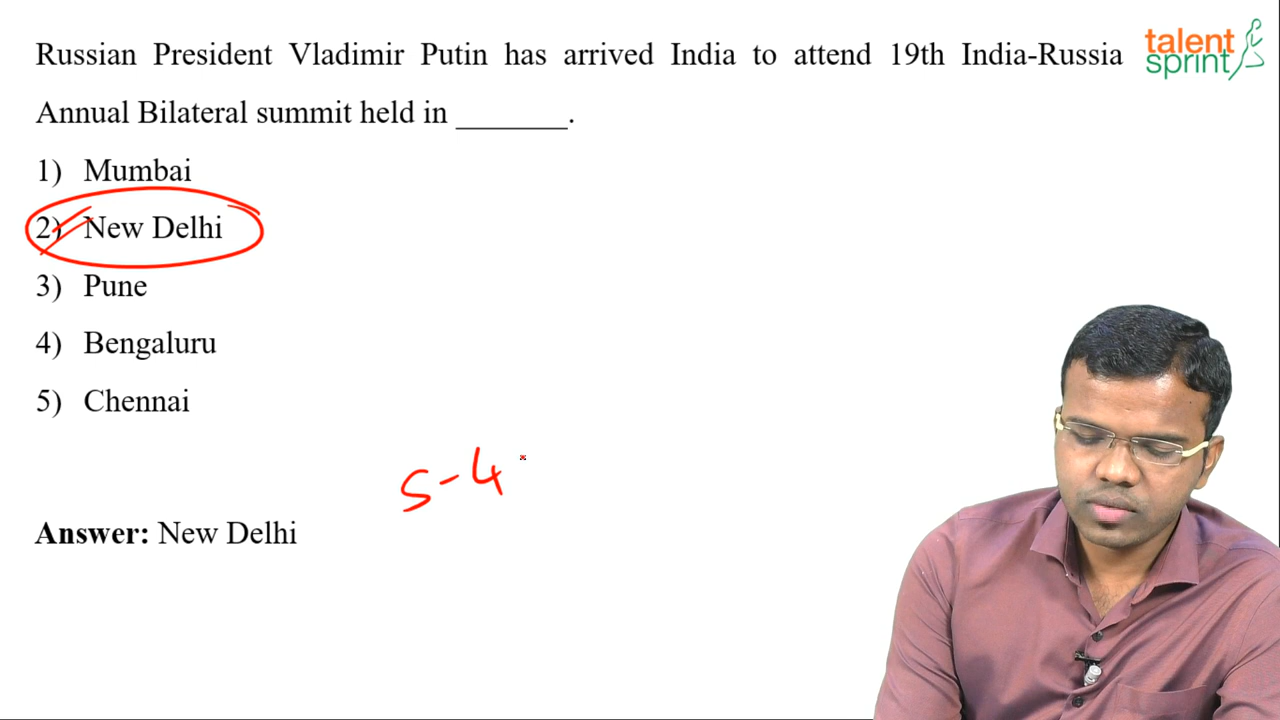 talent
sprint
Russian President Vladimir Putin has arrived India to attend 19th India-Russia
Annual Bilateral summit held in _______.
1) Mumbai
2) New Delhi
3) Pune
4) Bengaluru
5) Chennai
S-4
Answer: New Delhi